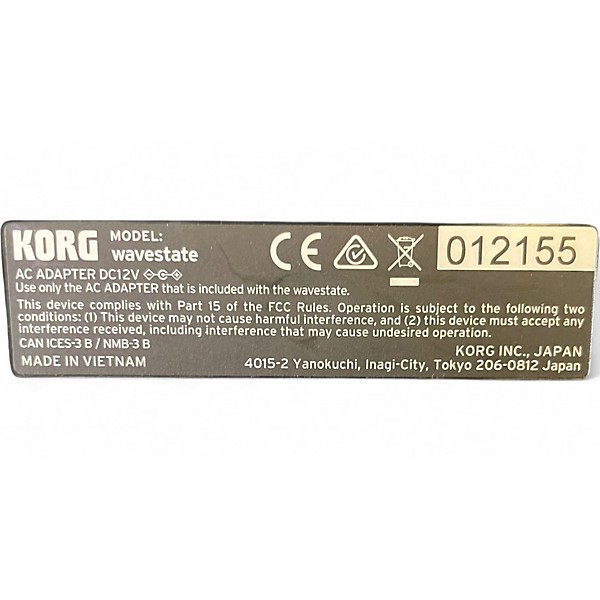 KORG MODEL: wavestate
CE 012155
AC ADAPTER DC12V
Use only the AC ADAPTER that is included with the wavestate.
This device complies with Part 15 of the FCC Rules. Operation is subject to the following two
conditions: (1) This device may not cause harmful interference, and (2) this device must accept any
interference received, including interference that may cause undesired operation.
CAN ICES-3 B / NMB-3 B
KORG INC., JAPAN
MADE IN VIETNAM
4015-2 Yanokuchi, Inagi-City, Tokyo 206-0812 Japan